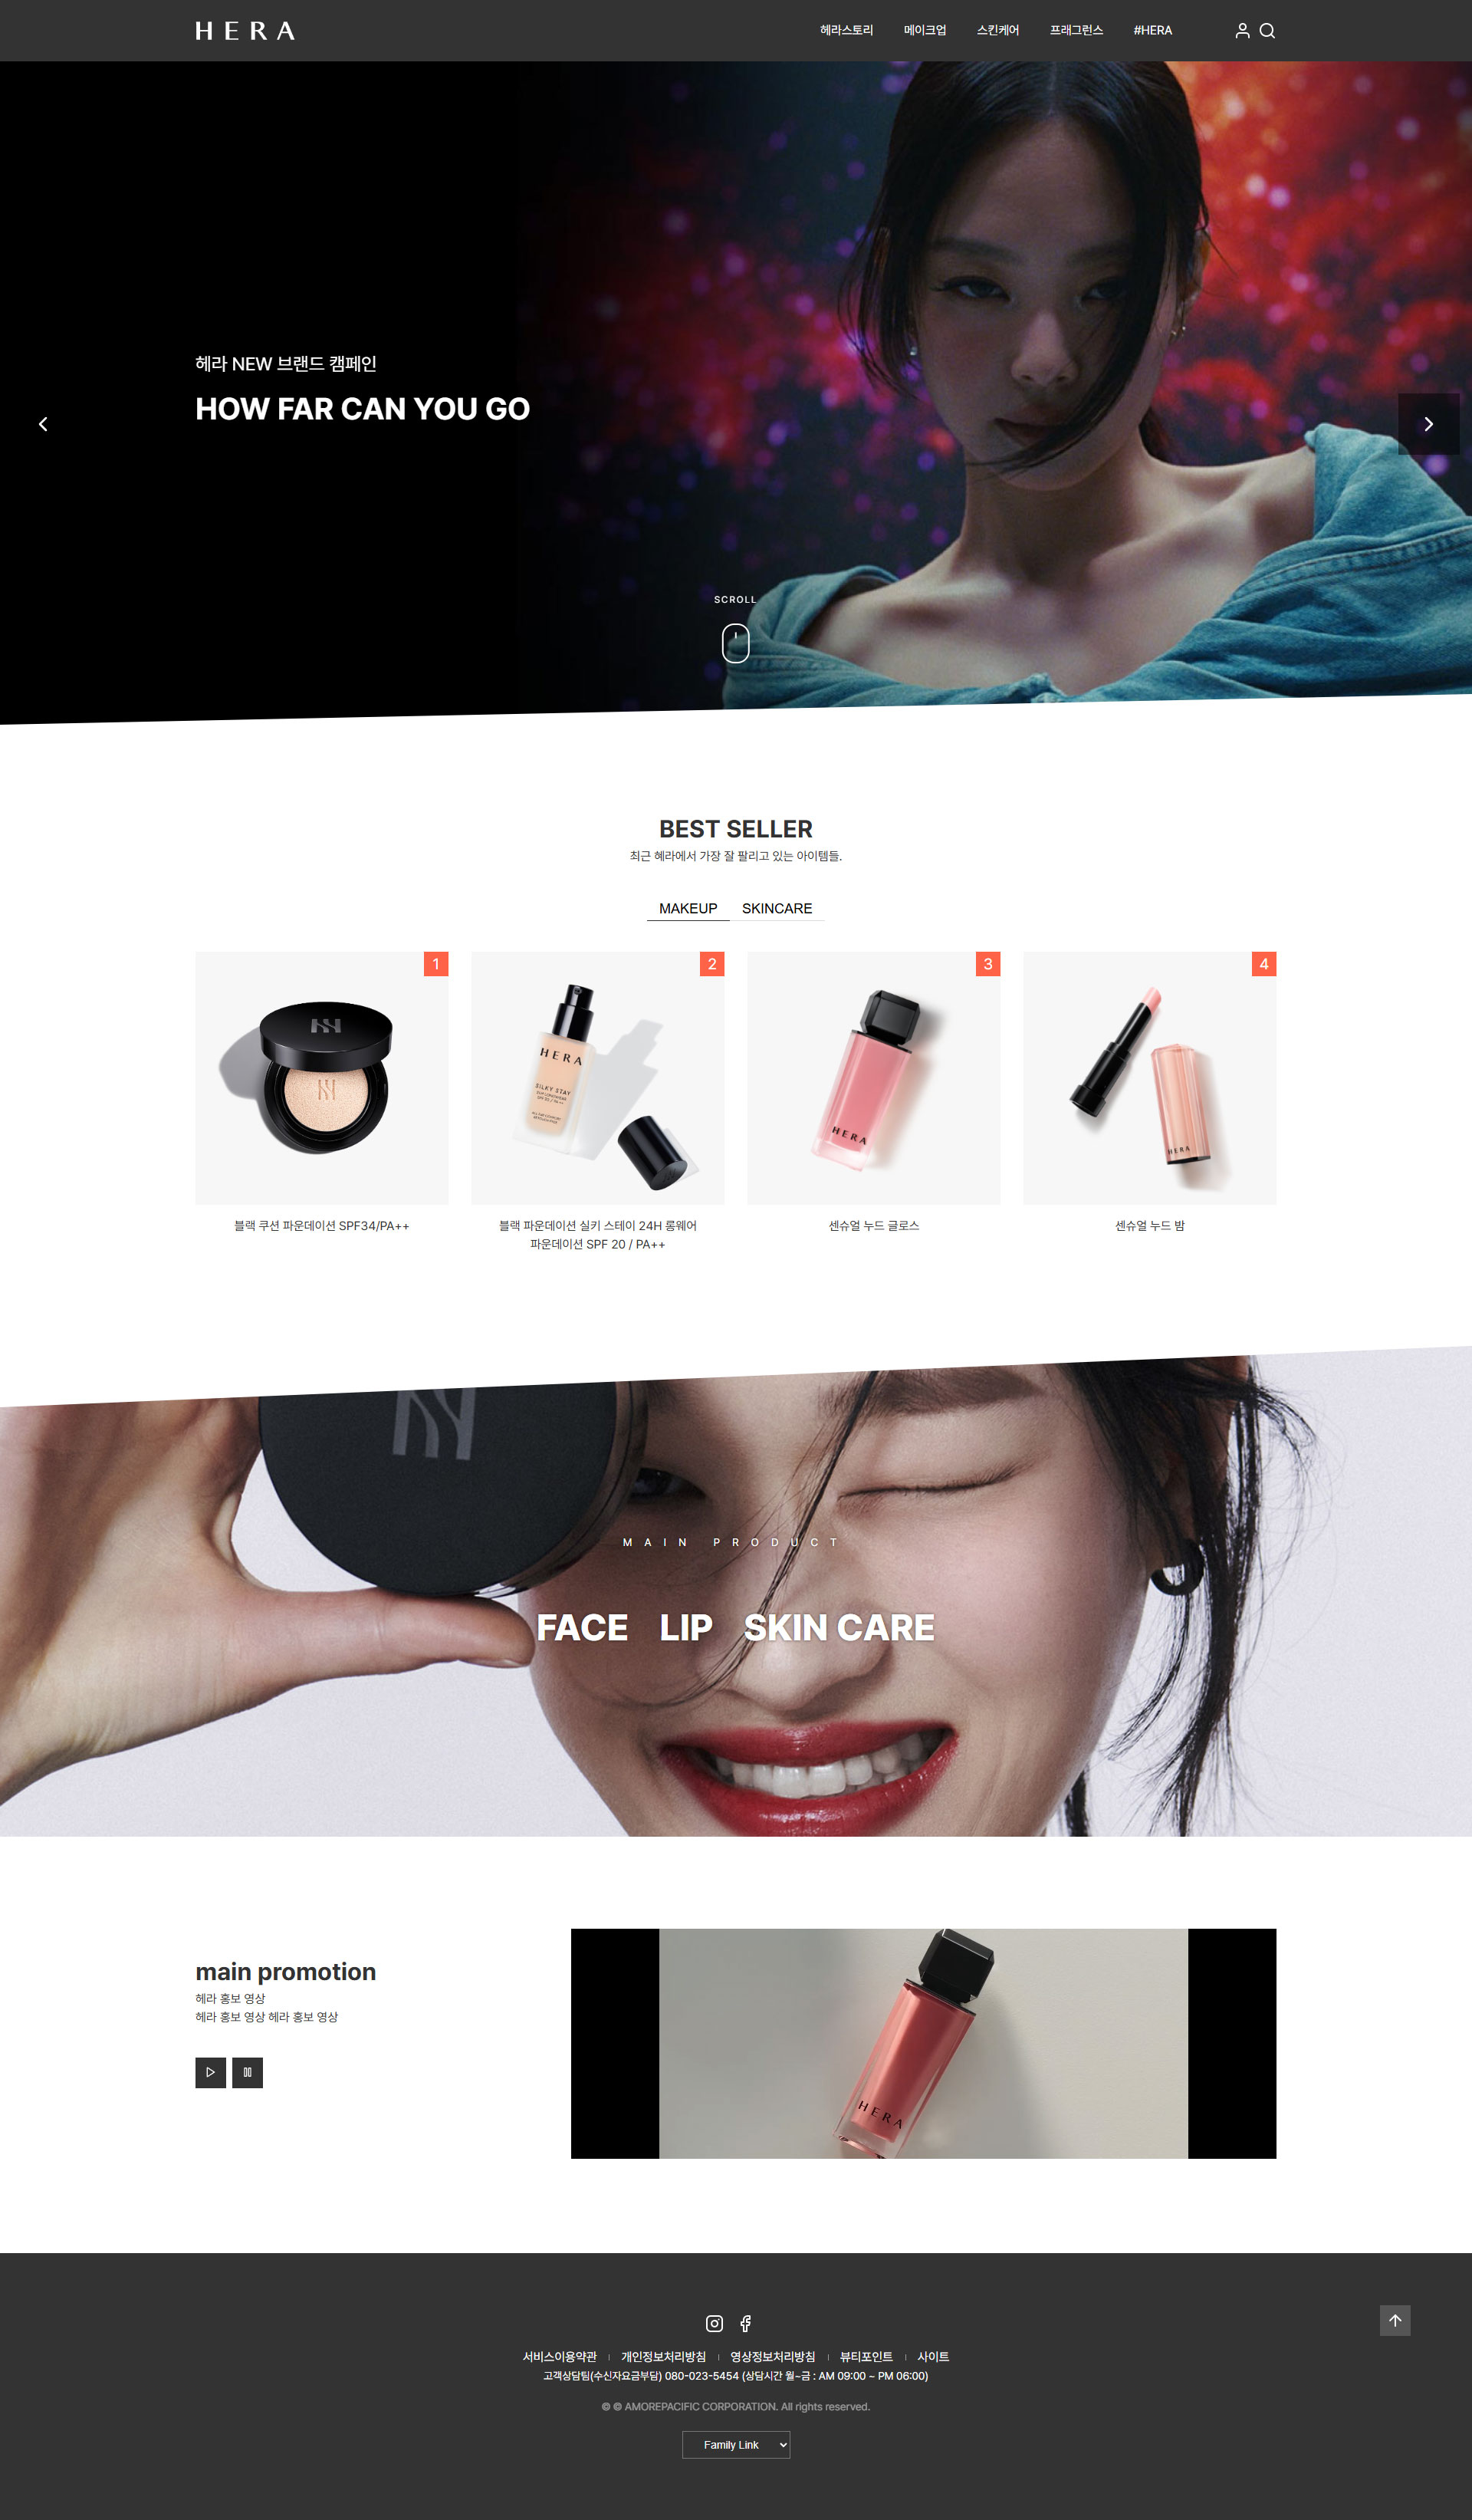 HERA
헤라스토리 메이크업 스킨케어 프래그런스 #HERA
헤라 NEW 브랜드 캠페인
HOW FAR CAN YOU GO
SCROLL
BEST SELLER
최근 헤라에서 가장 잘 팔리고 있는 아이템들.
MAKEUP SKINCARE
1
2
3
4
HERA
SILKY STAY
HERA
HERA
블랙 쿠션 파운데이션 SPF34/PA++
블랙 파운데이션 실키 스테이 24H 롱웨어
파운데이션 SPF 20 / PA++
센슈얼 누드 글로스
센슈얼 누드 밤
MAIN PRODUCT
FACE LIP SKIN CARE
main promotion
헤라 홍보 영상
헤라 홍보 영상 헤라 홍보 영상
HERA
서비스이용약관 개인정보처리방침 영상정보처리방침 뷰티포인트 사이트
고객상담팀(수신자요금부담) 080-023-5454 (상담시간 월~금 : AM 09:00 ~ PM 06:00)
© © AMOREPACIFIC CORPORATION. All rights reserved.
Family Link